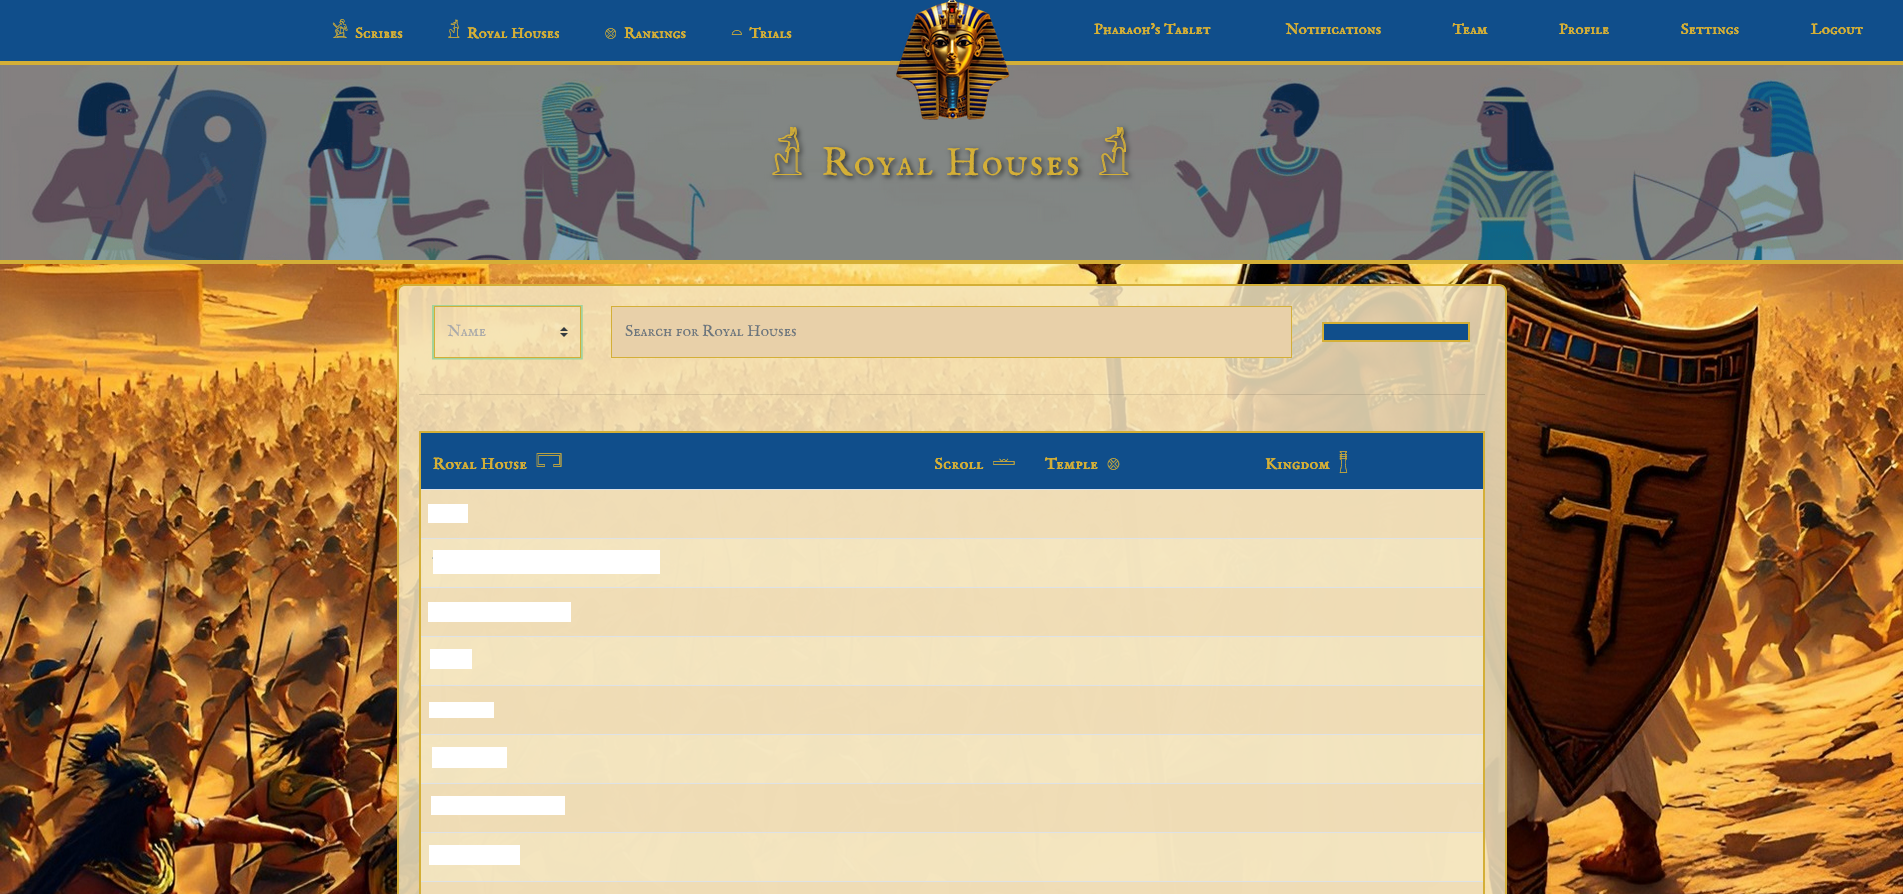 𓀀 Scribes 𓁦 Royal Houses 𓊖 Rankings 𓏏 Trials Pharaoh's Tablet Notifications Team Profile Settings Logout
Royal Houses
Name Search for Royal Houses
Royal House 𓉐 Scroll 𓏛 Temple 𓊖 Kingdom